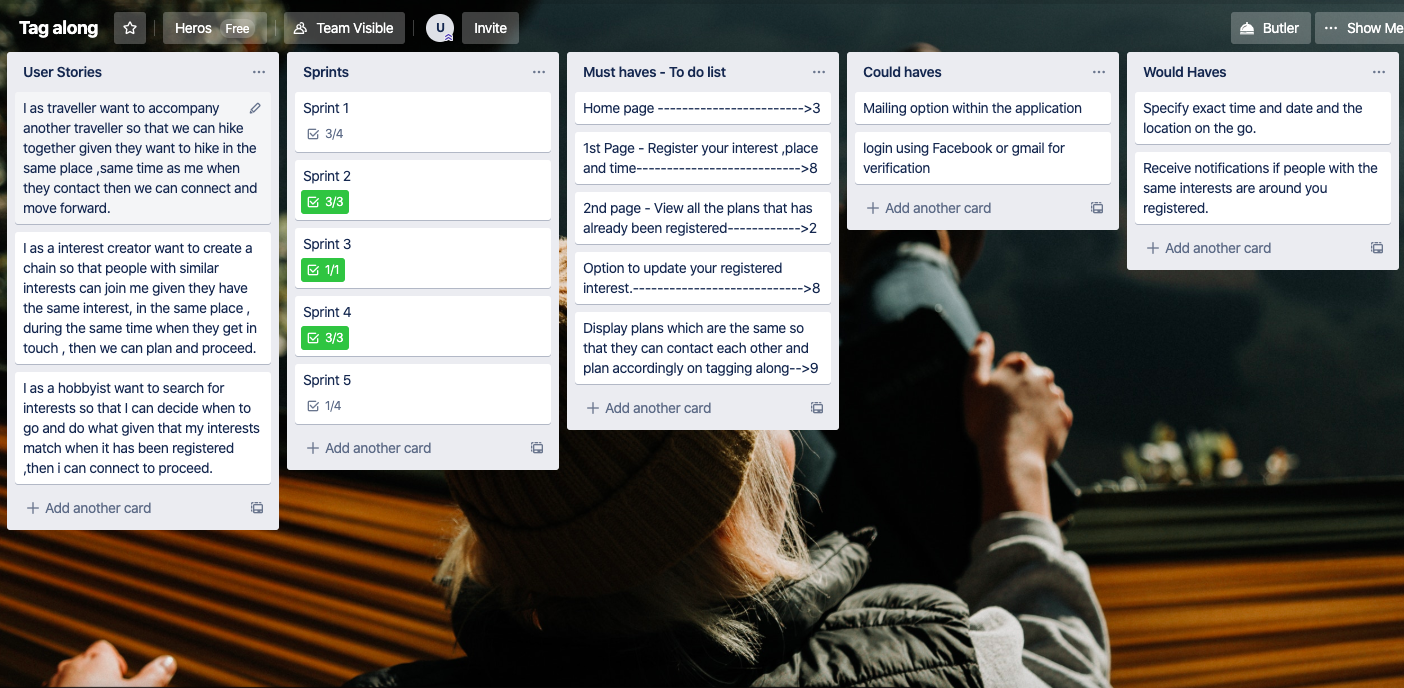 Tag along
Heros Free
Team Visible
U
Invite
Butler
... Show Me
User Stories
I as traveller want to accompany
another traveller so that we can hike
together given they want to hike in the
same place ,same time as me when
they contact then we can connect and
move forward.
I as a interest creator want to create a
chain so that people with similar
interests can join me given they have
the same interest, in the same place ,
during the same time when they get in
touch , then we can plan and proceed.
I as a hobbyist want to search for
interests so that I can decide when to
go and do what given that my interests
match when it has been registered
,then i can connect to proceed.
+ Add another card
Sprints
Sprint 1
3/4
Sprint 2
3/3
Sprint 3
1/1
Sprint 4
3/3
Sprint 5
1/4
+ Add another card
Must haves - To do list
Home page ------------------------>3
1st Page - Register your interest ,place
and time--------------------------->8
2nd page - View all the plans that has
already been registered------------>2
Option to update your registered
interest.---------------------------->8
Display plans which are the same so
that they can contact each other and
plan accordingly on tagging along-->9
+ Add another card
Could haves
Mailing option within the application
login using Facebook or gmail for
verification
+ Add another card
Would Haves
Specify exact time and date and the
location on the go.
Receive notifications if people with the
same interests are around you
registered.
+ Add another card